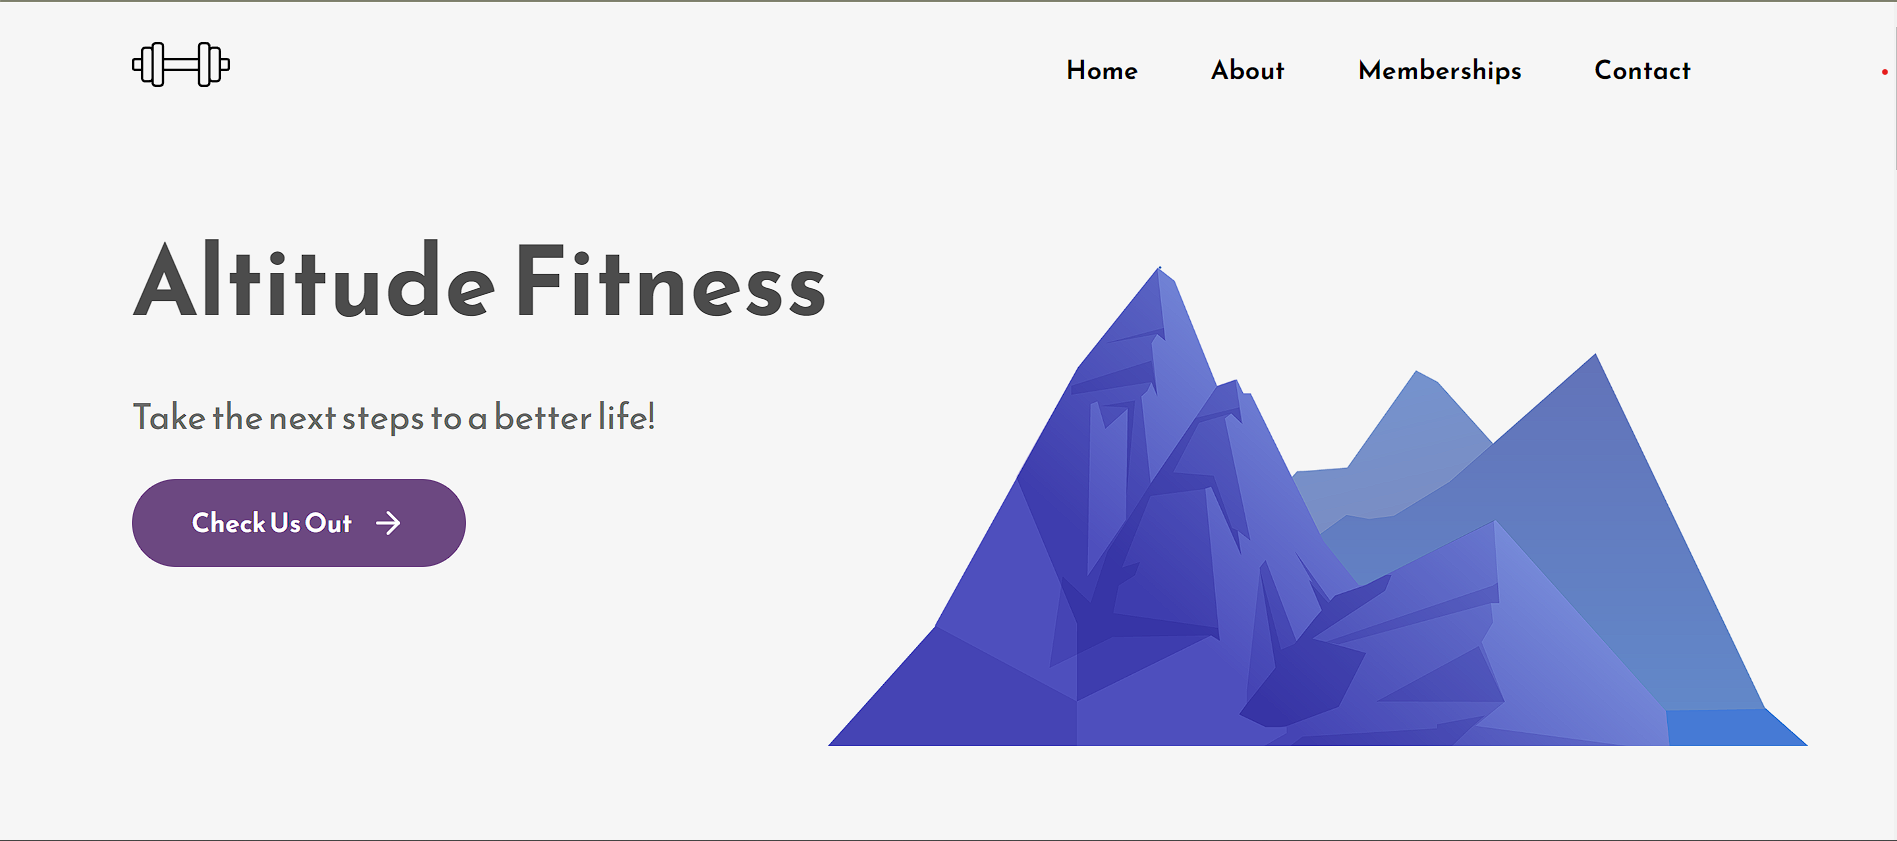 Home About Memberships Contact
Altitude Fitness
Take the next steps to a better life!
Check Us Out